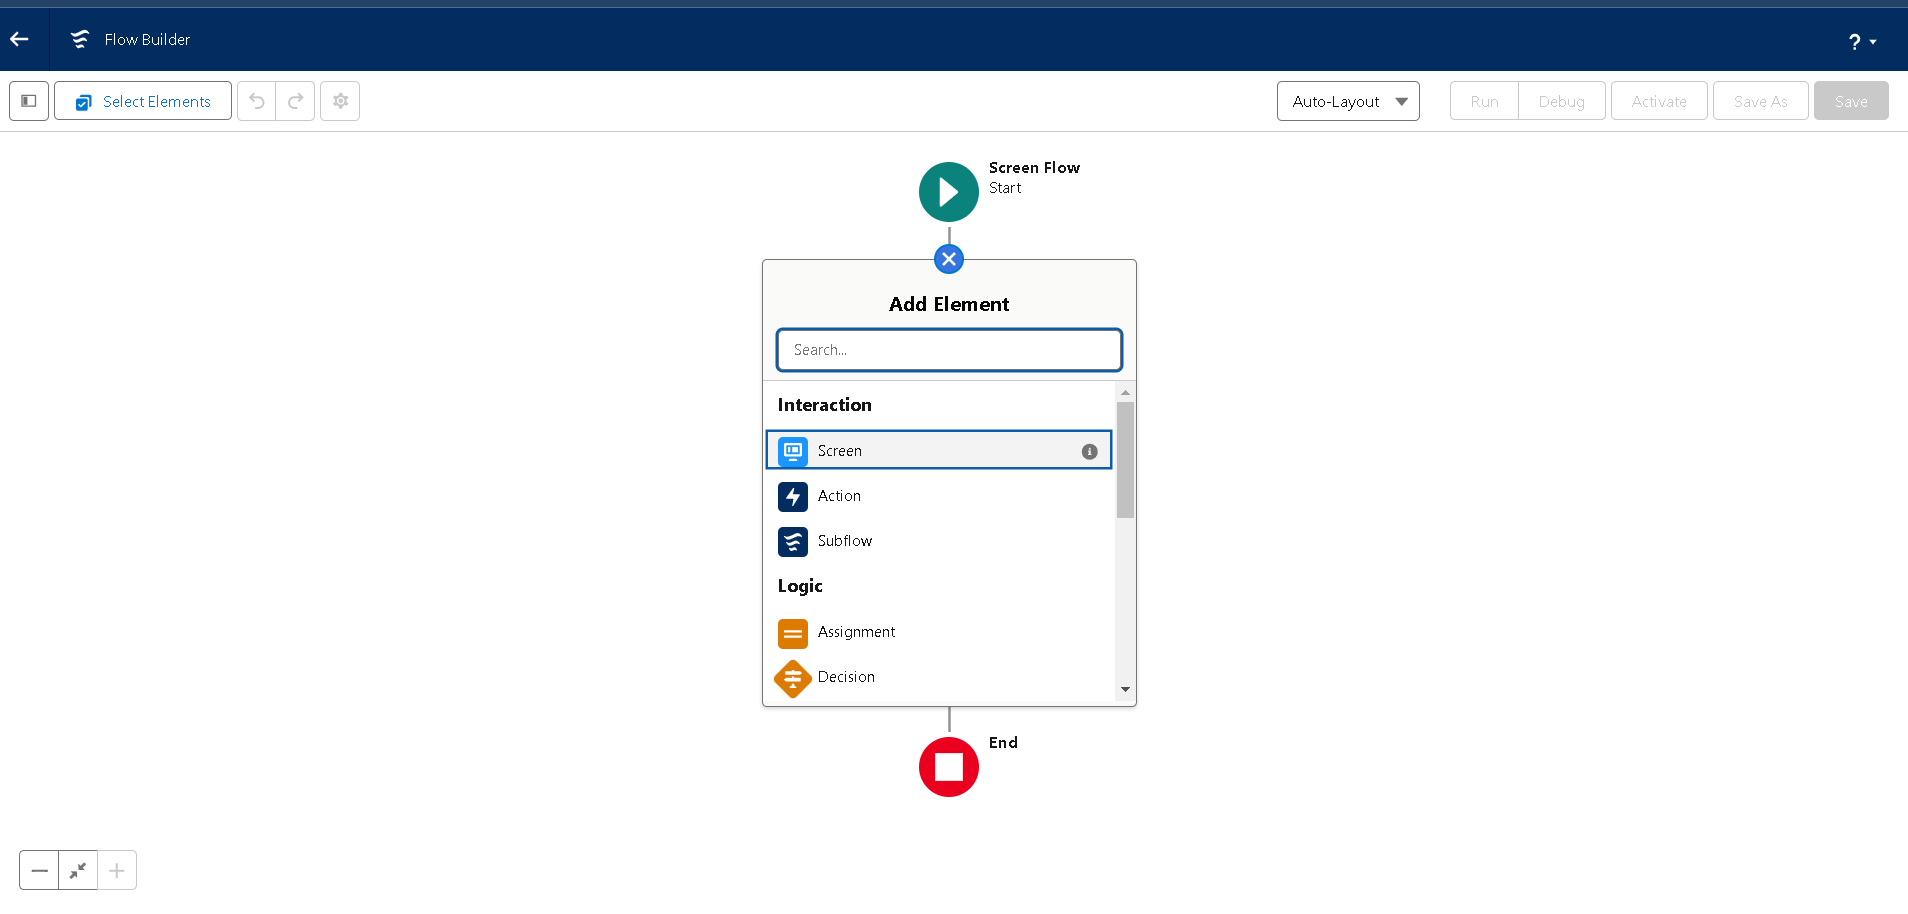 Flow Builder
?
Select Elements
Auto-Layout
Run
Debug
Activate
Save As
Save
Screen Flow
Start
Add Element
Search...
Interaction
Screen
Action
Subflow
Logic
Assignment
Decision
End